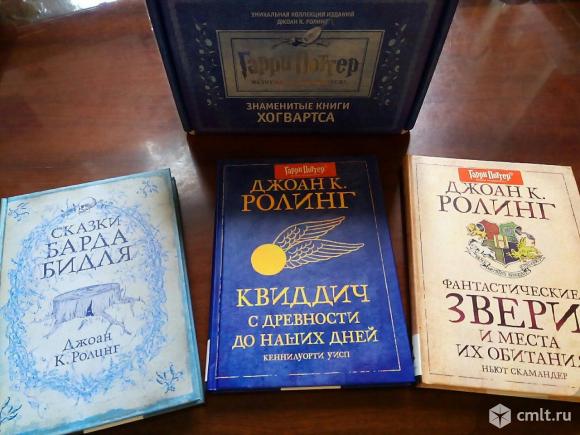 УНИКАЛЬНАЯ КОЛЛЕКЦИЯ ИЗДАНИЙ
ДЖОАН К. РОЛИНГ
Гарри Поттер
ЗНАМЕНИТЫЕ КНИГИ
ХОГВАРТСА
СКАЗКИ
БАРДА
БИДЛЯ
Джоан
К. Ролинг
Гарри Поттер
ДЖОАН К.
РОЛИНГ
КВИДДИЧ
С ДРЕВНОСТИ
ДО НАШИХ ДНЕЙ
КЕННИЛУОРТИ УИСП
Гарри Поттер
ДЖОАН К.
РОЛИНГ
ФАНТАСТИЧЕСКИЕ
ЗВЕРИ
И МЕСТА
ИХ ОБИТАНИЯ
НЬЮТ СКАМАНДЕР
cmlt.ru